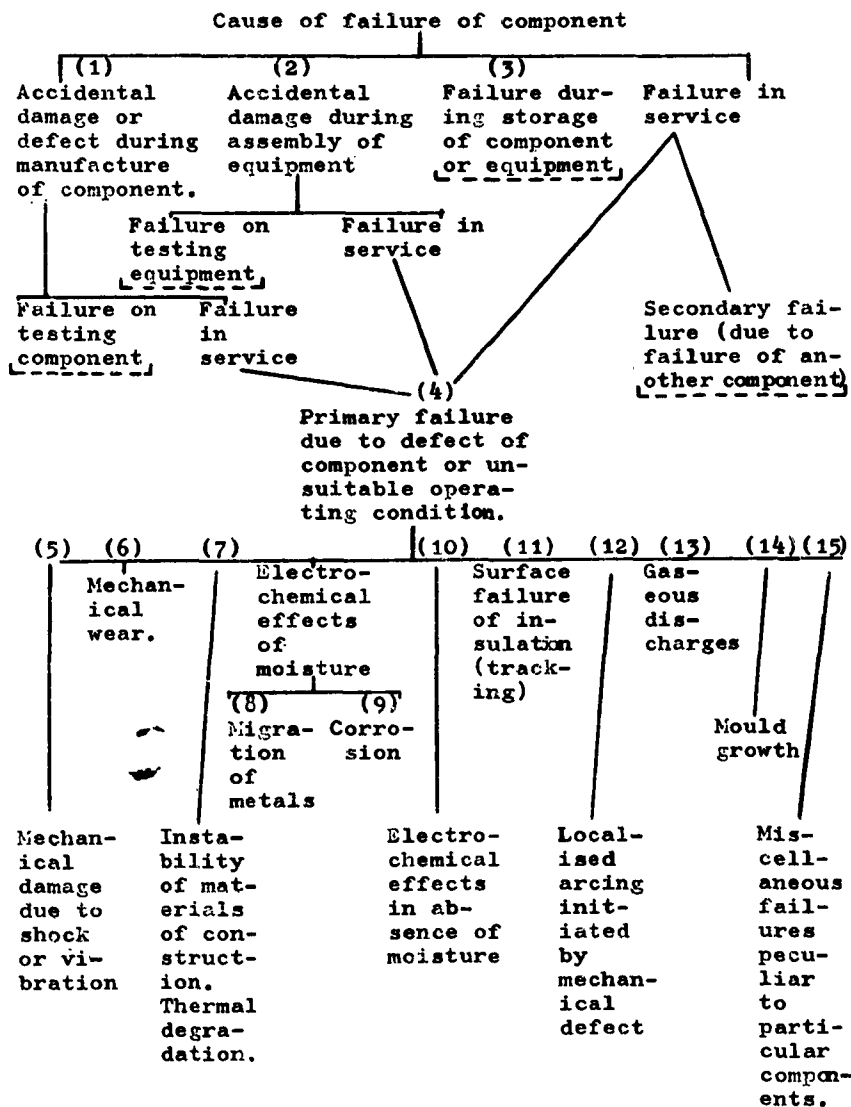 Cause of failure of component
(1)
Accidental
damage or
defect during
manufacture
of component.
(2)
Accidental
damage during
assembly of
equipment
(3)
Failure dur-
ing storage
of component
or equipment
Failure in
service
Failure on
testing
equipment
Failure in
service
Failure on
testing
component
Failure
in
service
Secondary fai-
lure (due to
failure of an-
other component)
(4)
Primary failure
due to defect of
component or un-
suitable opera-
ting condition.
(5) (6) (7) (10) (11) (12) (13) (14) (15)
Mechan-
ical
wear.
Electro-
chemical
effects
of
moisture
Surface
failure
of in-
sulation
(track-
ing)
Gas-
eous
dis-
charges
(8)
Migra-
tion
of
metals
(9)
Corro-
sion
Mould
growth
Mechan-
ical
damage
due to
shock
or vi-
bration
Insta-
bility
of mat-
erials
of con-
struct-
ion.
Thermal
degra-
dation.
Electro-
chemical
effects
in ab-
sence of
moisture
Local-
ised
arcing
init-
iated
by
mechan-
ical
defect
Mis-
cell-
aneous
fail-
ures
pecu-
liar
to
parti-
cular
compon-
ents.